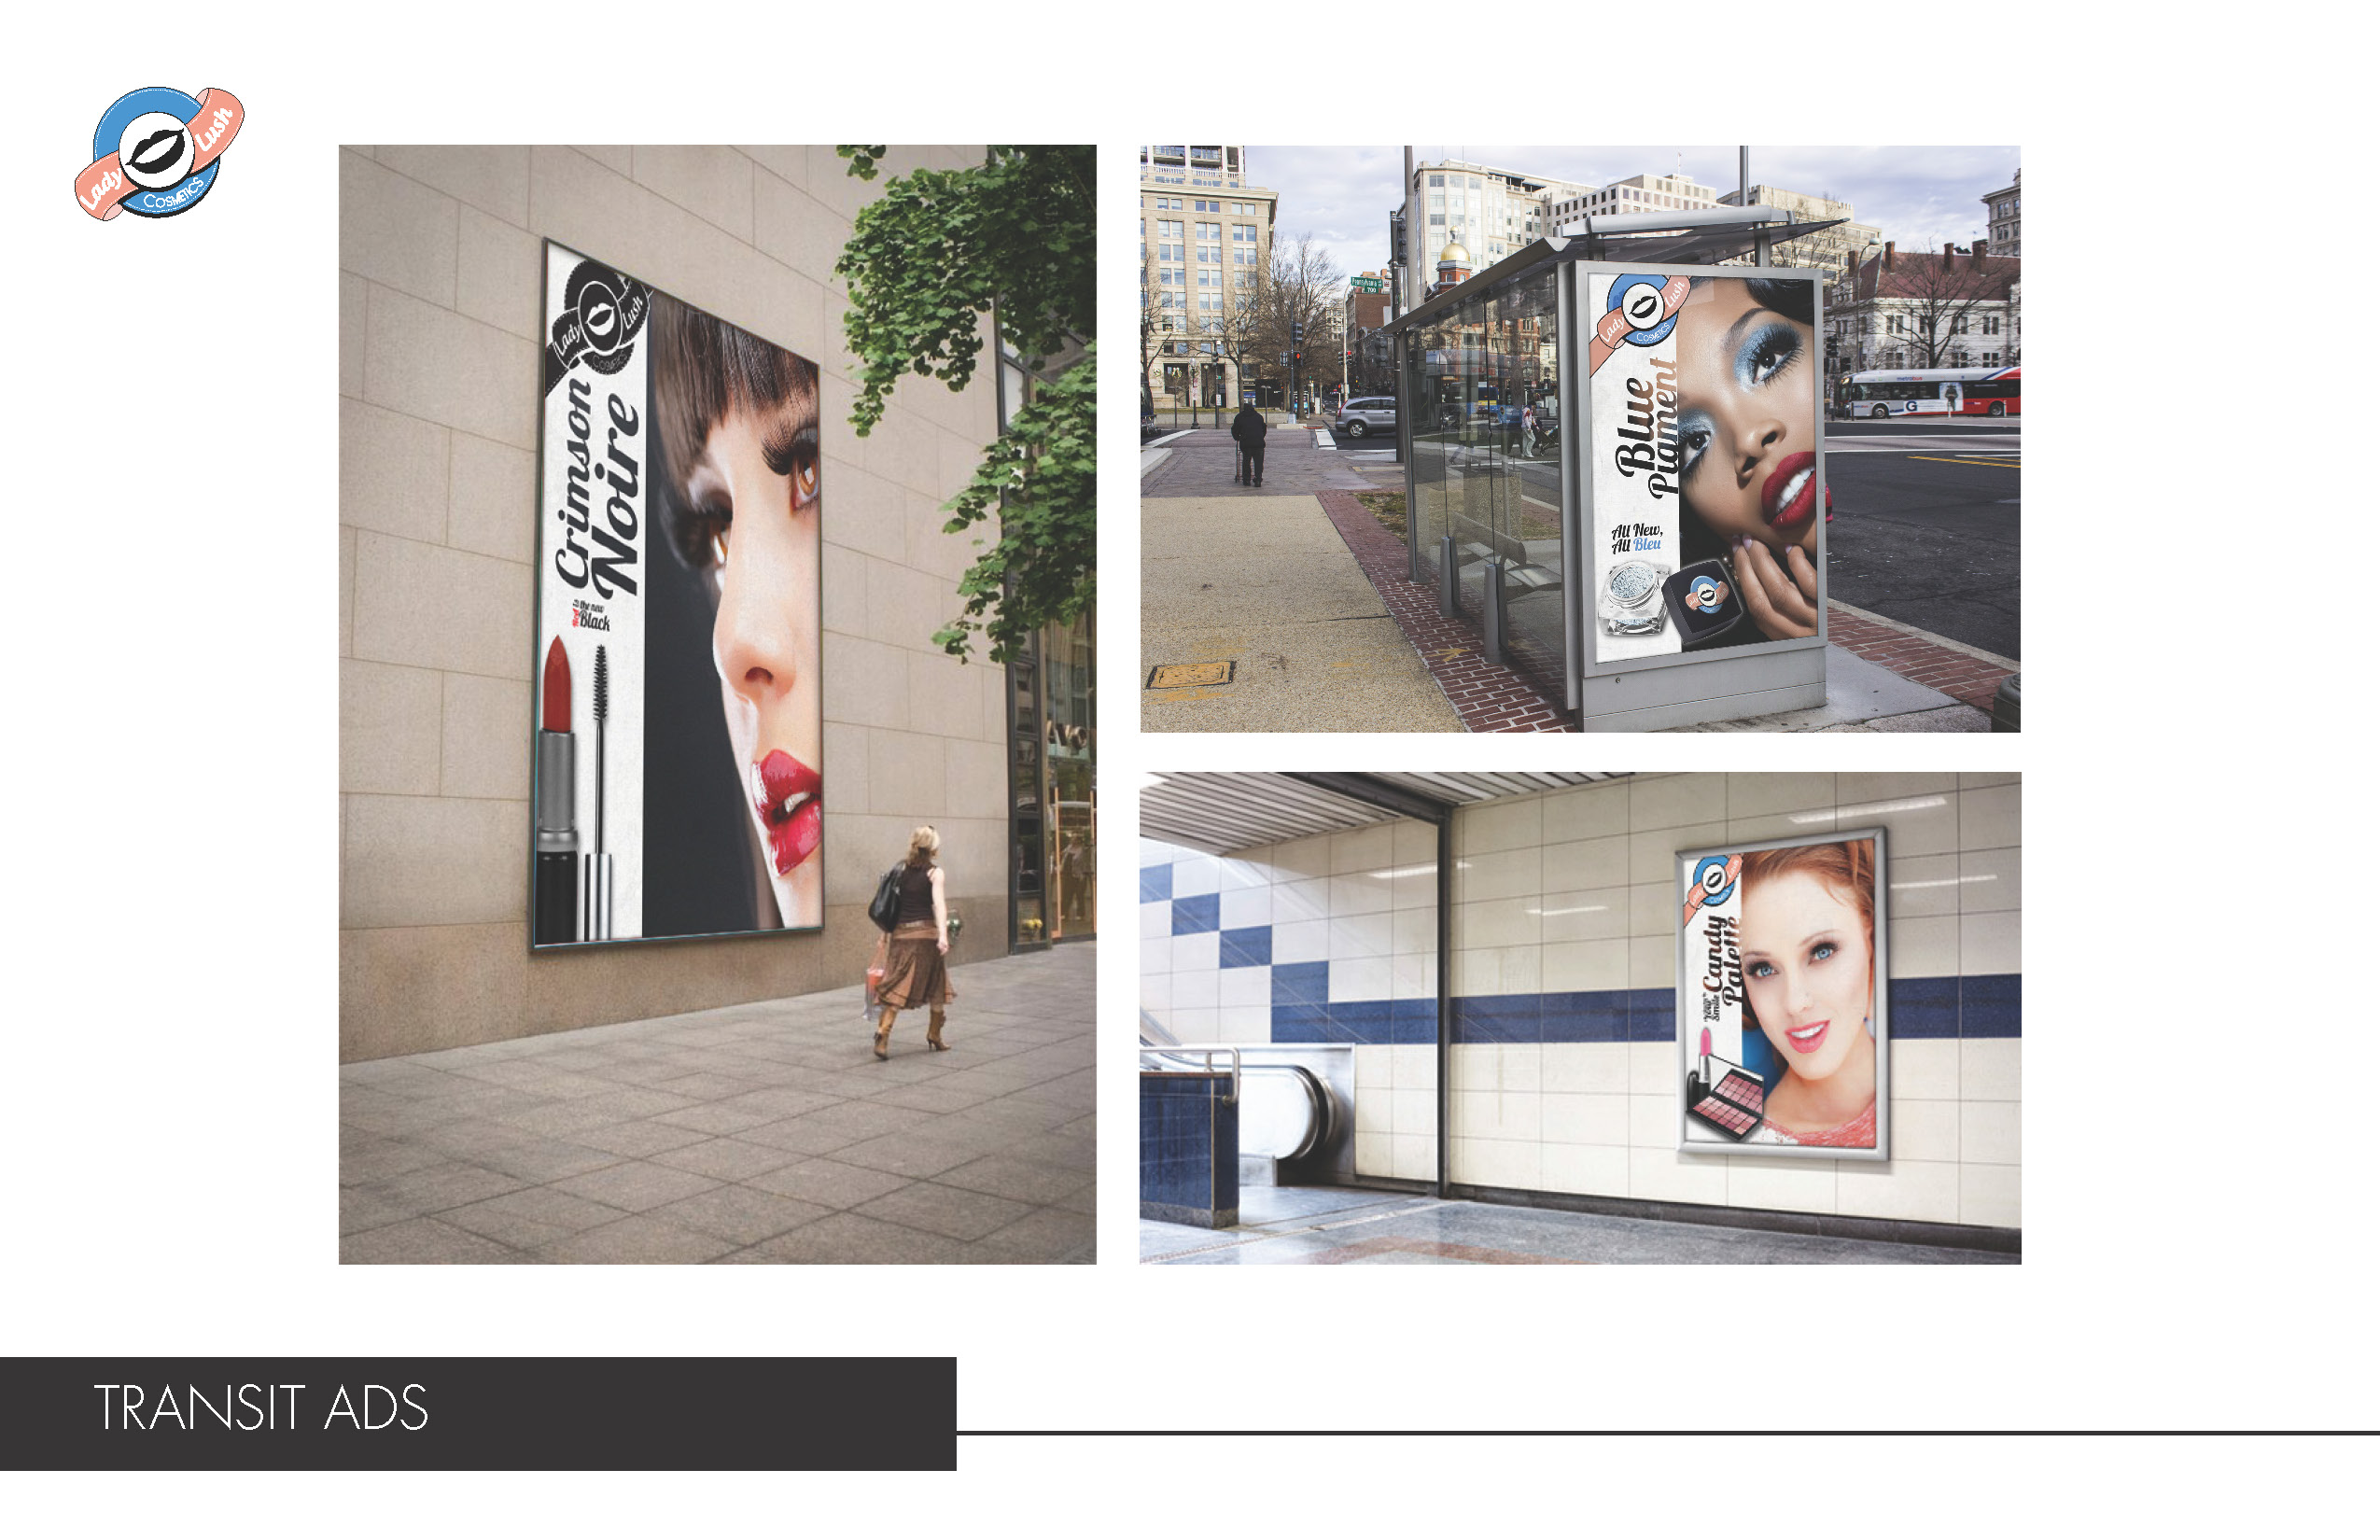 Lady
Lush
COSMETICS
Lady
Lush
COSMETICS
Crimson
Noire
Red
is the new
Black
Lady
Lush
COSMETICS
Blue
Pigment
All New,
All Bleu
metrobus
G
Candy
Palette
Smile
TRANSIT ADS